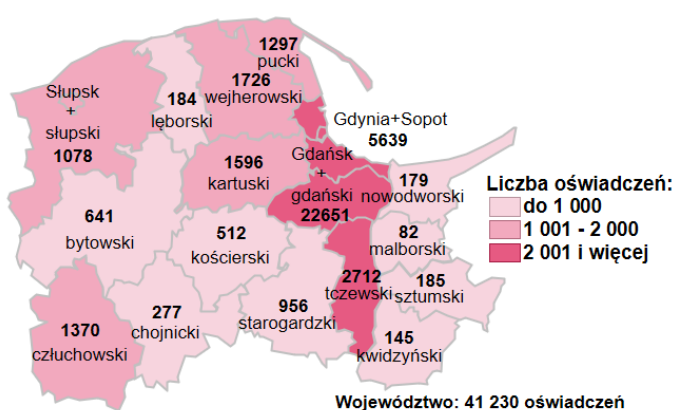 1297
pucki
1726
wejherowski
184
lęborski
Słupsk
+
słupski
1078
Gdynia+Sopot
5639
1596
kartuski
Gdańsk
+
gdański
22651
179
nowodworski
641
bytowski
512
kościerski
82
malborski
2712
tczewski
185
sztumski
956
starogardzki
277
chojnicki
1370
człuchowski
145
kwidzyński
Liczba oświadczeń:
do 1 000
1 001 - 2 000
2 001 i więcej
Województwo: 41 230 oświadczeń